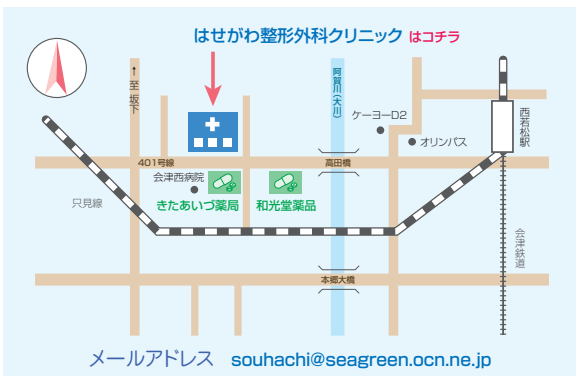 はせがわ整形外科クリニック はコチラ
←至 坂下
阿賀川(大川)
ケーヨーD2
オリンパス
西若松駅
401号線
高田橋
会津西病院
きたあいづ薬局
和光堂薬品
只見線
会津鉄道
本郷大橋
メールアドレス souhachi@seagreen.ocn.ne.jp